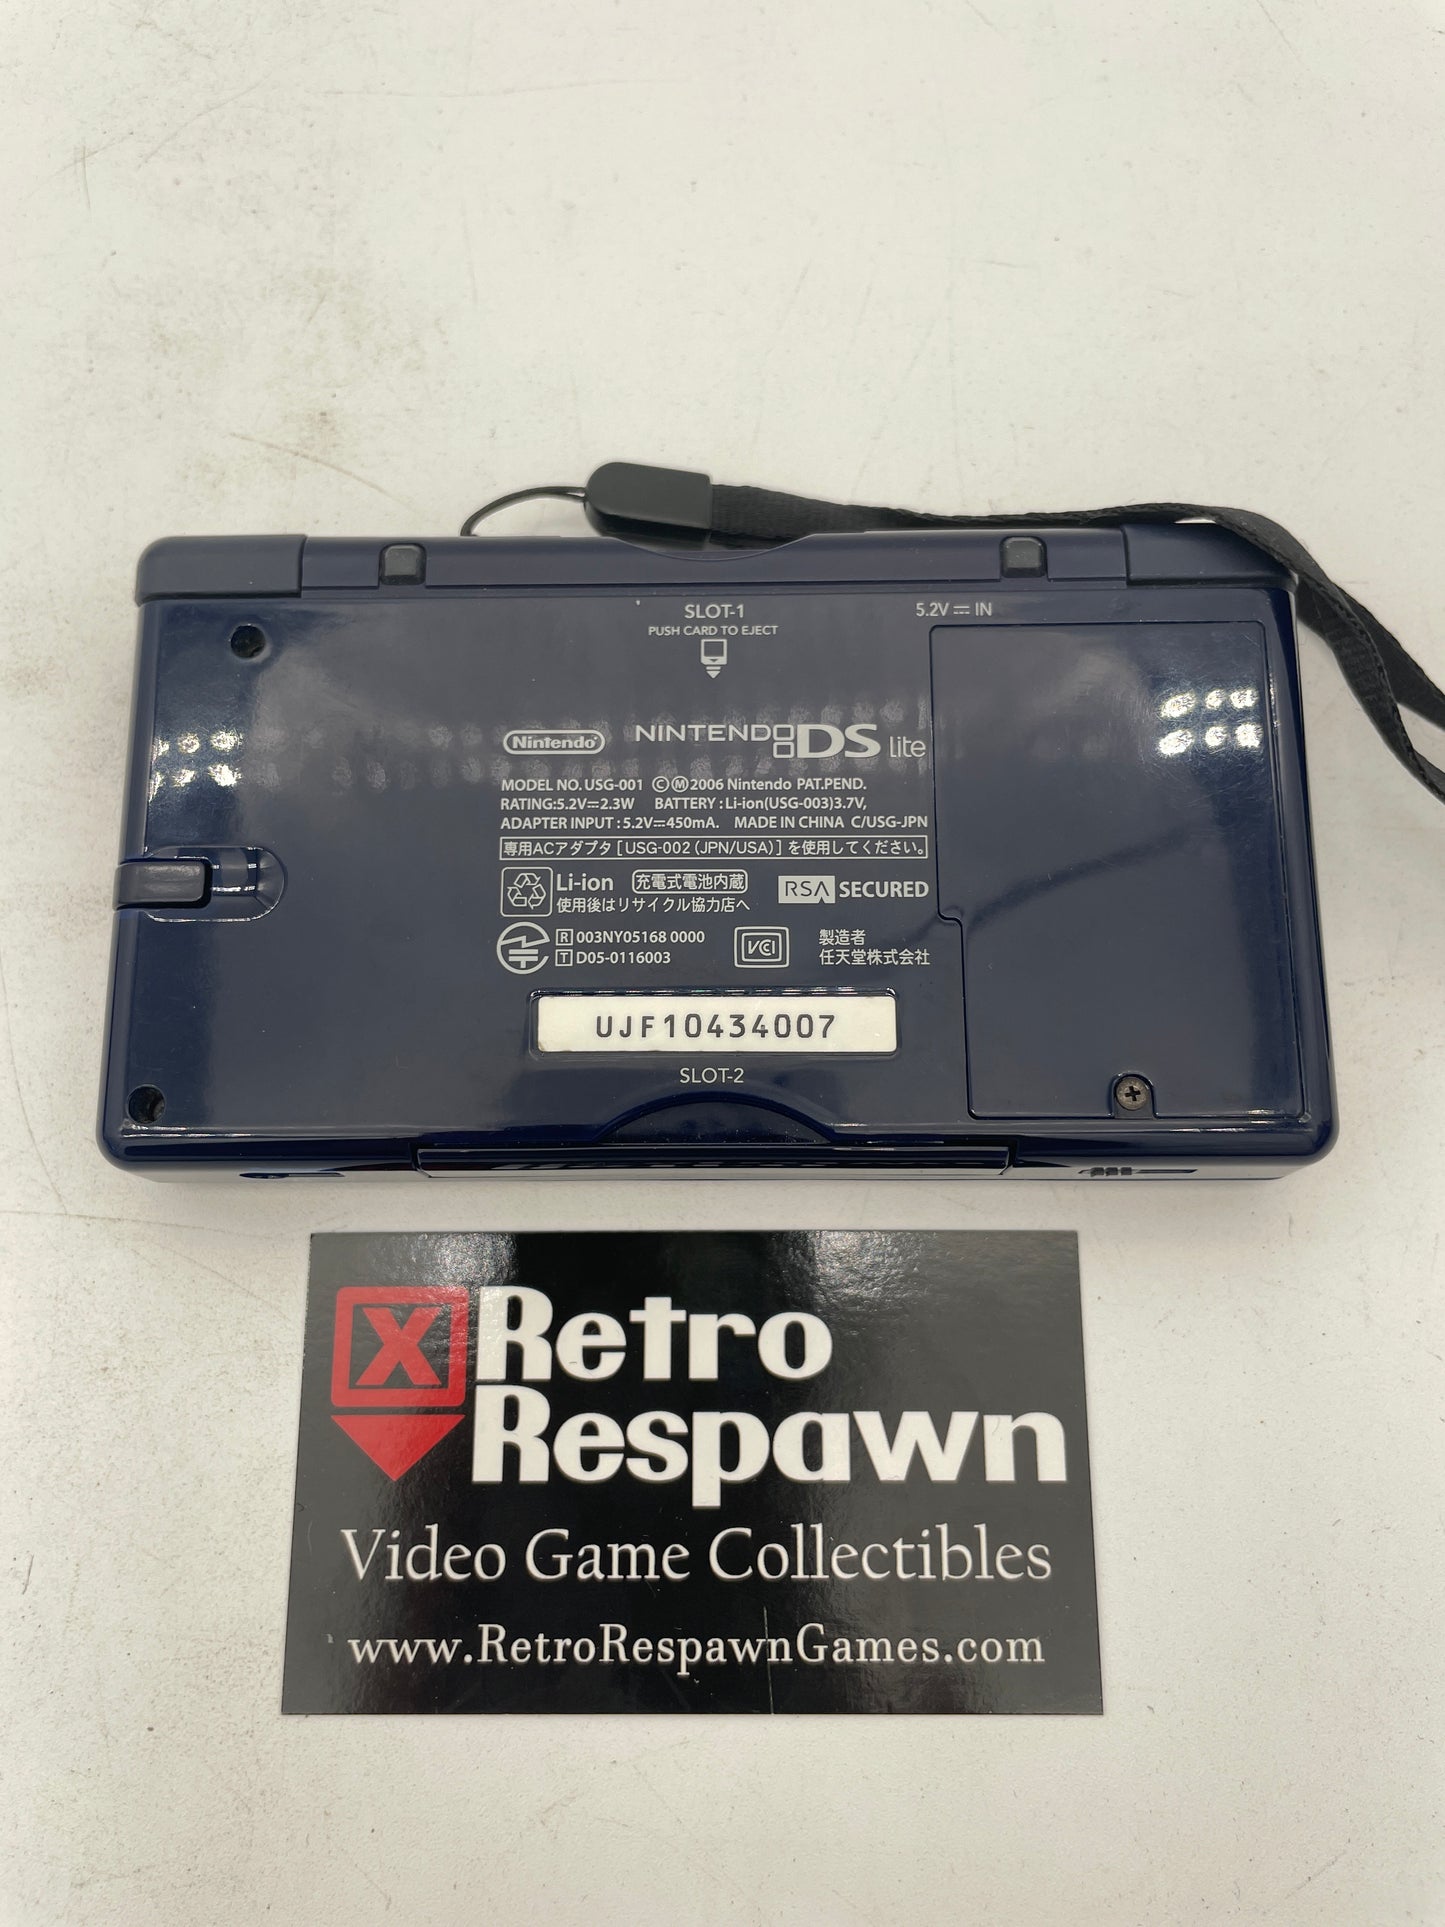 SLOT-1
PUSH CARD TO EJECT
5.2V ⎓ IN
Nintendo
NINTENDO DS Lite
MODEL NO. USG-001 ⒸⓂ2006 Nintendo PAT.PEND.
RATING:5.2V⎓2.3W BATTERY : Li-ion(USG-003)3.7V,
ADAPTER INPUT : 5.2V⎓450mA. MADE IN CHINA C/USG-JPN
専用ACアダプタ [ USG-002 (JPN/USA) ] を使用してください。
Li-ion 充電式電池内蔵
使用後はリサイクル協力店へ
RSA SECURED
R 003NY05168 0000
T D05-0116003
VCI
製造者
任天堂株式会社
UJF10434007
SLOT-2
X
Retro
Respawn
Video Game Collectibles
www.RetroRespawnGames.com